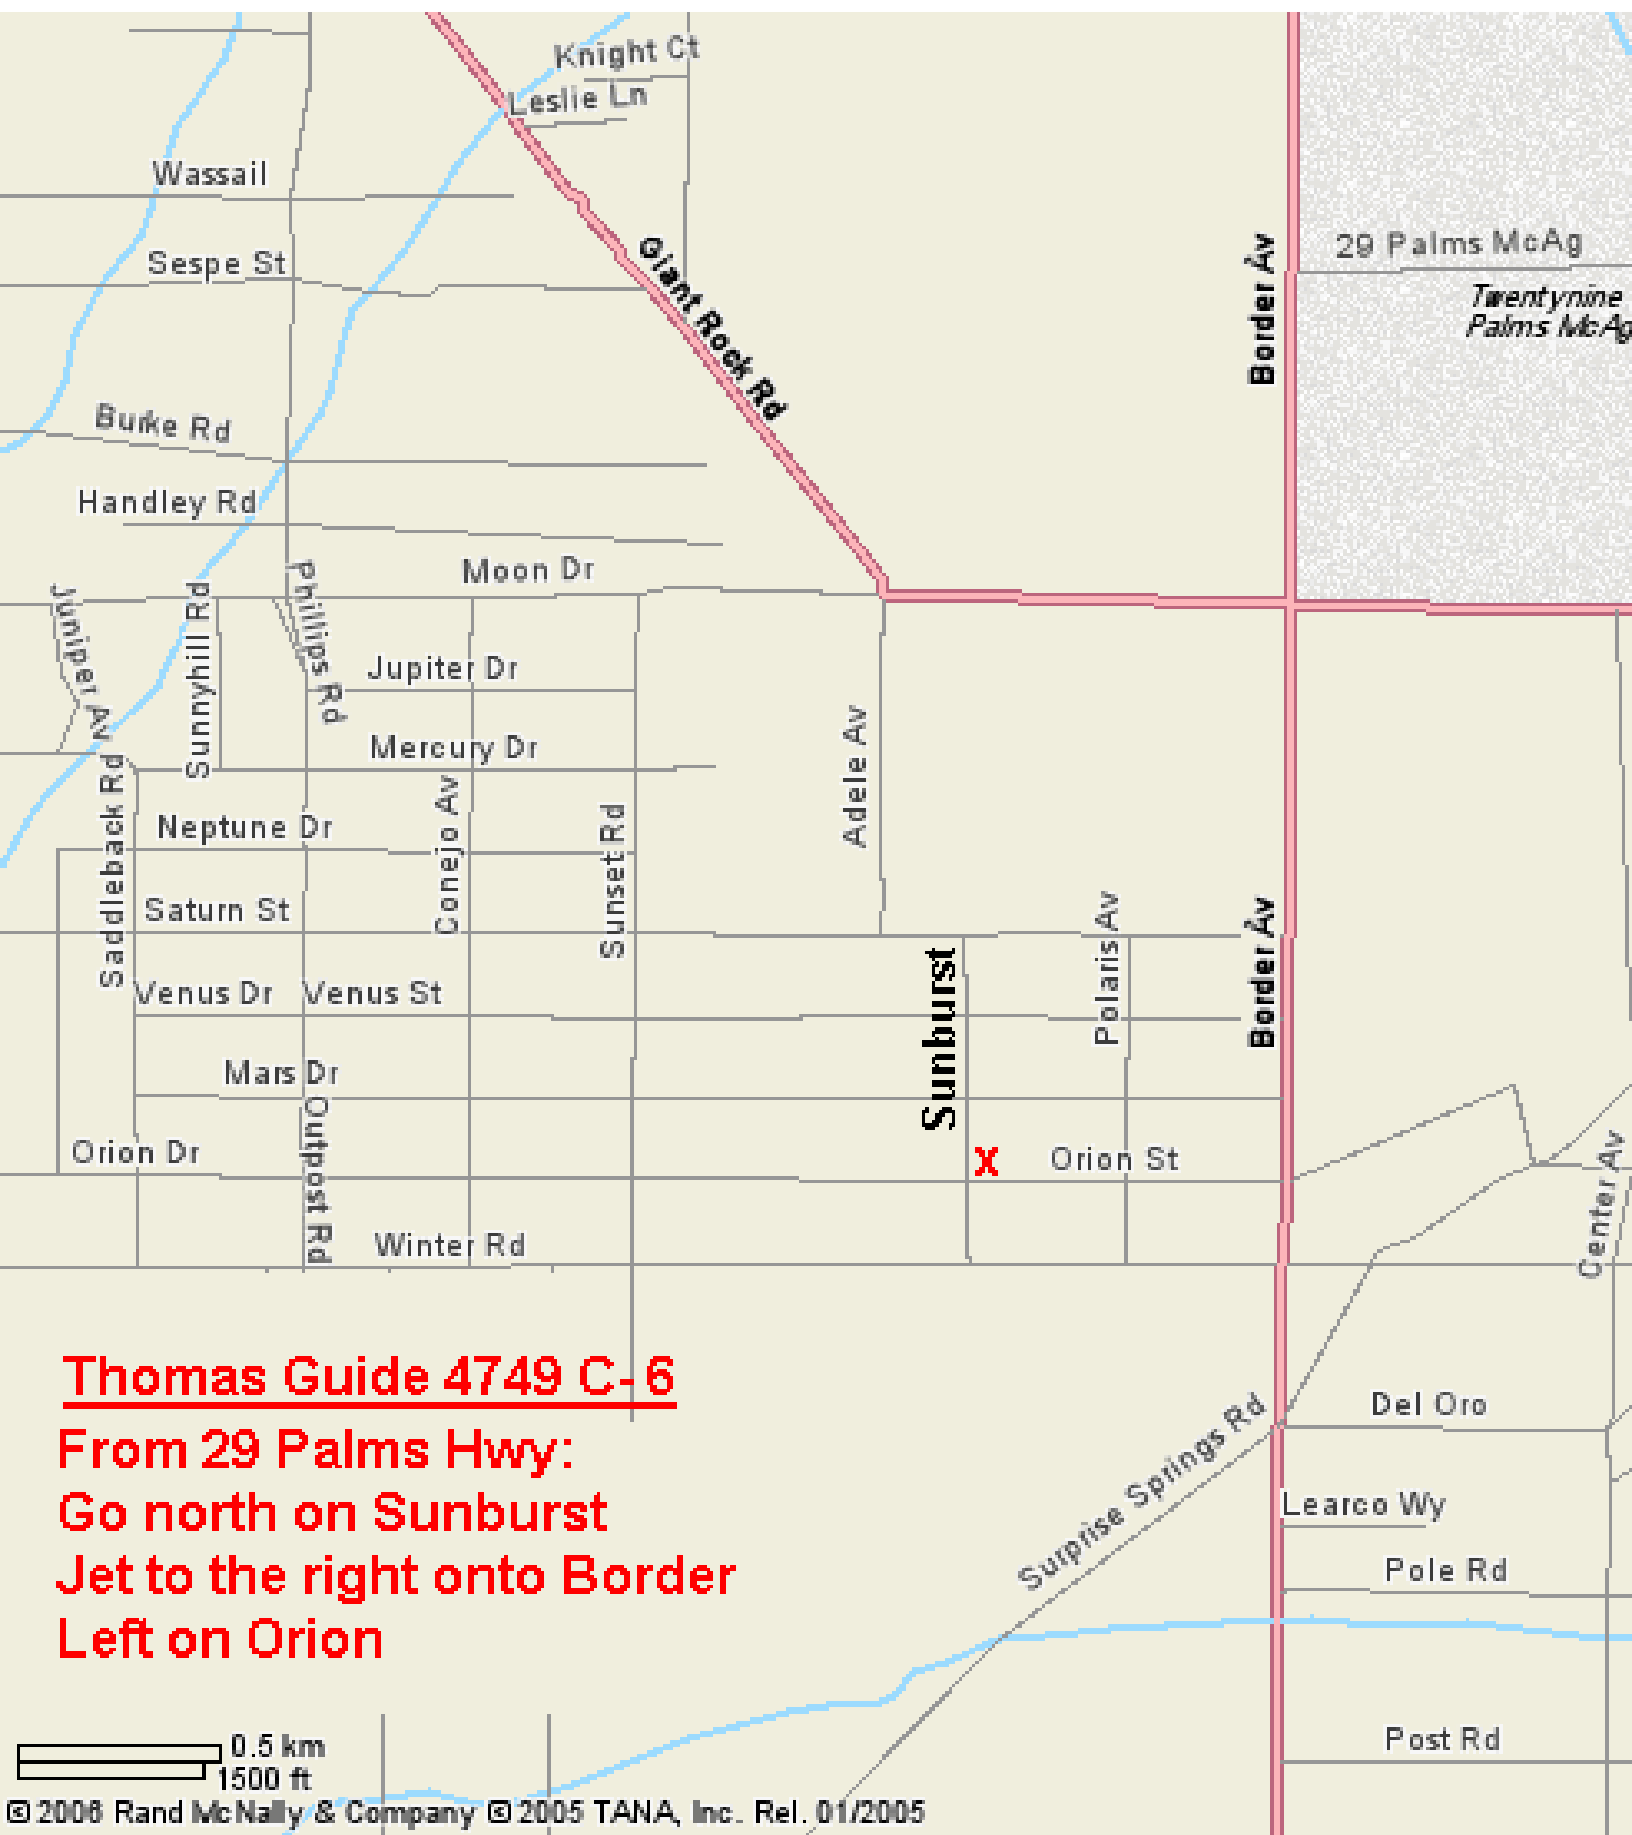 Knight Ct
Leslie Ln
Wassail
Sespe St
Giant Rock Rd
Border Av
29 Palms McAg
Twentynine
Palms McAg
Burke Rd
Handley Rd
Moon Dr
Juniper Av
Sunnyhill Rd
Phillips Rd
Jupiter Dr
Mercury Dr
Adele Av
Saddleback Rd
Neptune Dr
Conejo Av
Sunset Rd
Saturn St
Polaris Av
Border Av
Sunburst
Venus Dr
Venus St
Mars Dr
Outpost Rd
Orion Dr
X
Orion St
Center Av
Winter Rd
Thomas Guide 4749 C-6
From 29 Palms Hwy:
Go north on Sunburst
Jet to the right onto Border
Left on Orion
Surprise Springs Rd
Del Oro
Learco Wy
Pole Rd
Post Rd
0.5 km
1500 ft
© 2006 Rand McNally & Company © 2005 TANA, Inc. Rel. 01/2005